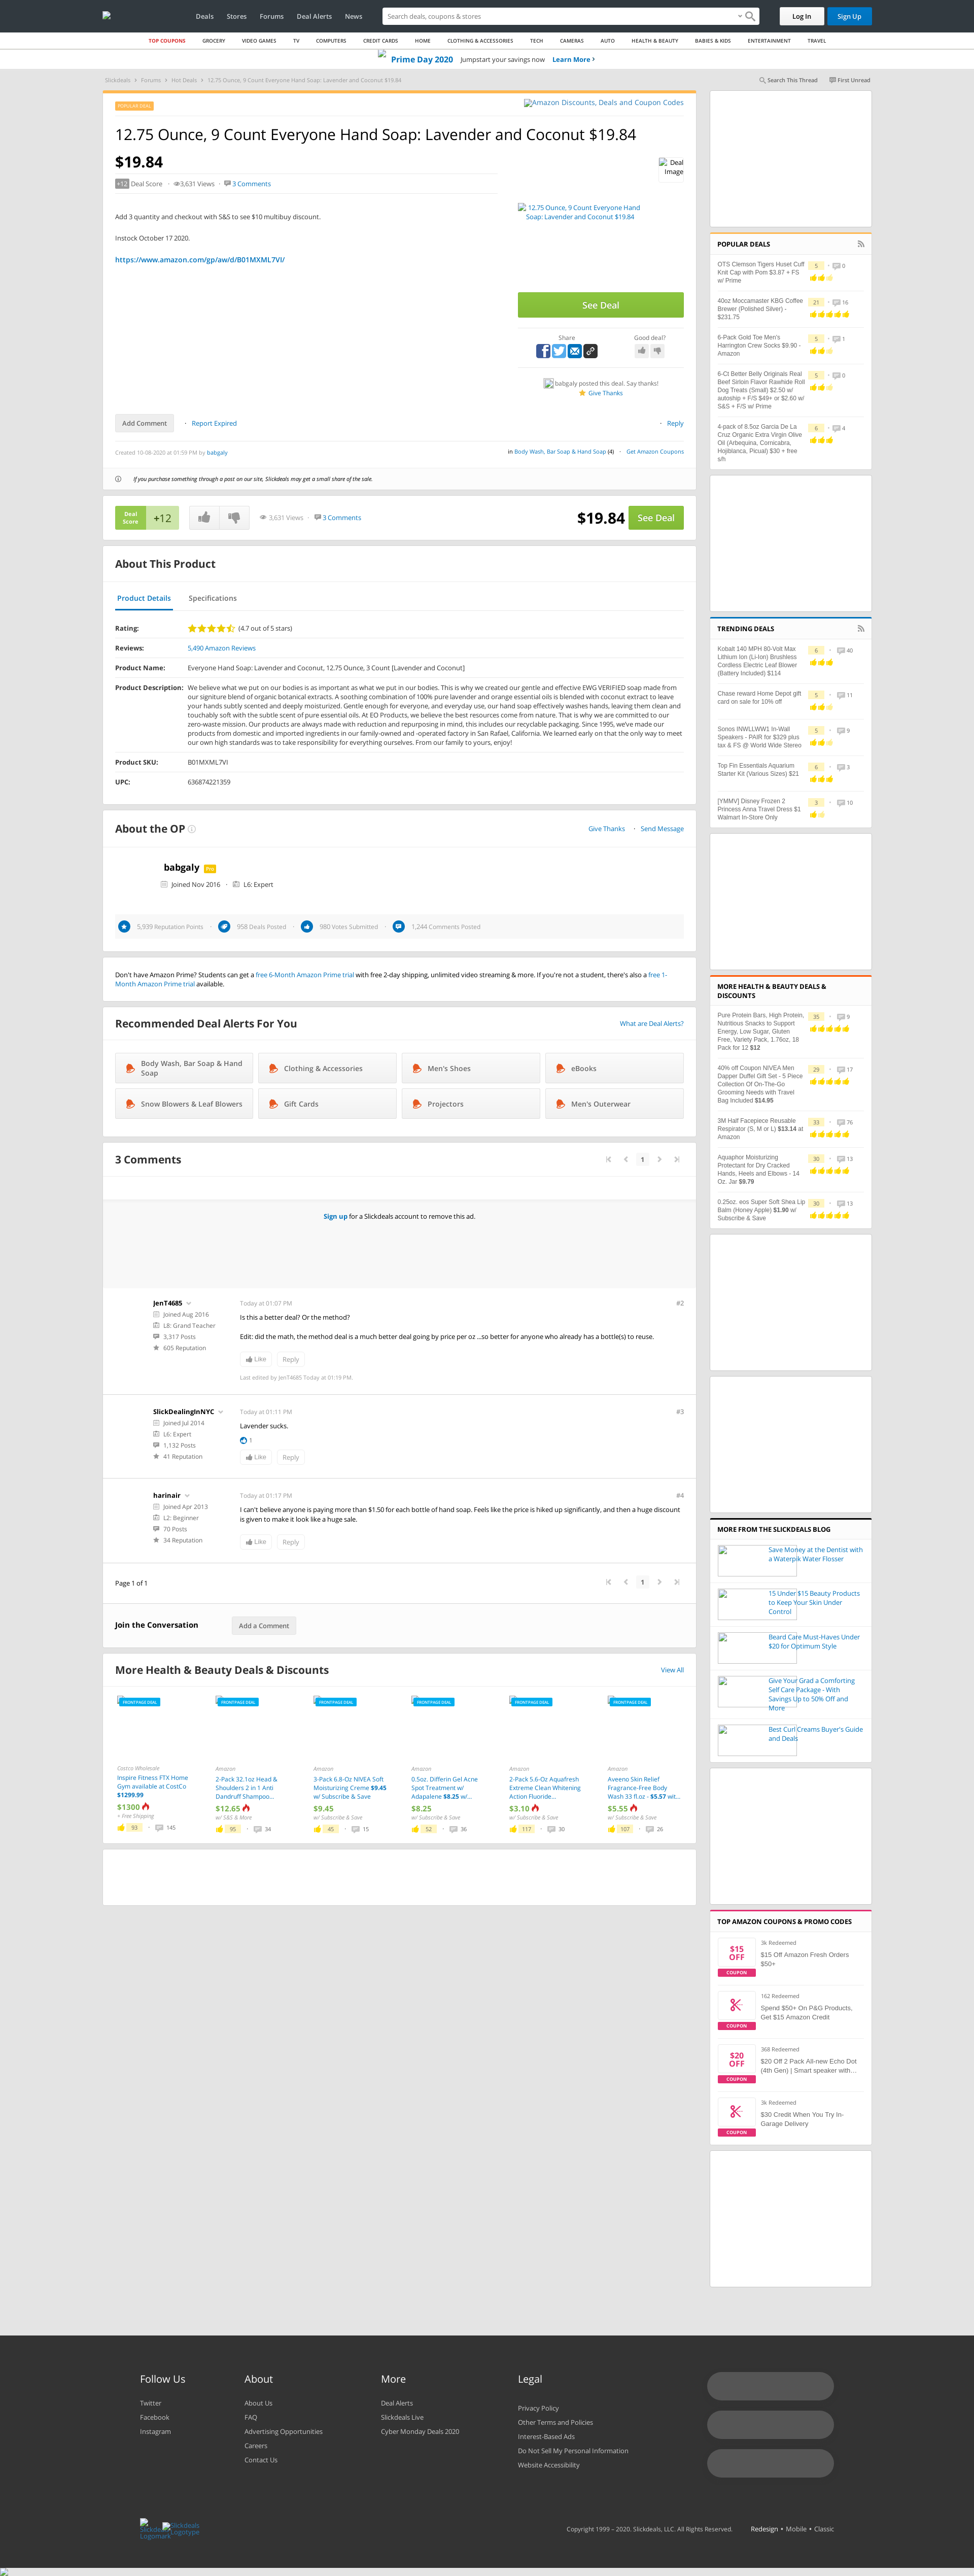 Deals Stores Forums Deal Alerts News
Search deals, coupons & stores
Log In
Sign Up
TOP COUPONS GROCERY VIDEO GAMES TV COMPUTERS CREDIT CARDS HOME CLOTHING & ACCESSORIES TECH CAMERAS AUTO HEALTH & BEAUTY BABIES & KIDS ENTERTAINMENT TRAVEL
Prime Day 2020 Jumpstart your savings now Learn More ›
Slickdeals › Forums › Hot Deals › 12.75 Ounce, 9 Count Everyone Hand Soap: Lavender and Coconut $19.84
Search This Thread First Unread
POPULAR DEAL
Amazon Discounts, Deals and Coupon Codes
12.75 Ounce, 9 Count Everyone Hand Soap: Lavender and Coconut $19.84
$19.84
Deal Image
+12 Deal Score • 3,631 Views • 3 Comments
Add 3 quantity and checkout with S&S to see $10 multibuy discount.
Instock October 17 2020.
https://www.amazon.com/gp/aw/d/B01MXML7VI/
12.75 Ounce, 9 Count Everyone Hand Soap: Lavender and Coconut $19.84
See Deal
Share
Good deal?
babgaly posted this deal. Say thanks!
Give Thanks
Add Comment • Report Expired • Reply
Created 10-08-2020 at 01:59 PM by babgaly
in Body Wash, Bar Soap & Hand Soap (4) • Get Amazon Coupons
If you purchase something through a post on our site, Slickdeals may get a small share of the sale.
Deal Score
+12
3,631 Views • 3 Comments
$19.84
See Deal
About This Product
Product Details
Specifications
Rating: (4.7 out of 5 stars)
Reviews: 5,490 Amazon Reviews
Product Name: Everyone Hand Soap: Lavender and Coconut, 12.75 Ounce, 3 Count [Lavender and Coconut]
Product Description: We believe what we put on our bodies is as important as what we put in our bodies. This is why we created our gentle and effective EWG VERIFIED soap made from
our signature blend of organic botanical extracts. A soothing combination of 100% pure lavender and orange essential oils is blended with coconut extract to leave
your hands subtly scented and deeply moisturized. Gentle enough for everyone, and everyday use, our hand soap effectively washes hands, leaving them clean and
touchably soft with the subtle scent of pure essential oils. At EO Products, we believe the best resources come from nature. That is why we are committed to our
zero-waste mission. Our products are always made with nature and people in mind, and this includes our recyclable packaging. Since 1995, we've made our
products from domestic and imported ingredients in our family-owned and -operated factory in San Rafael, California. We learned early on that the only way to meet
our own high standards was to take responsibility for everything ourselves. From our family to yours, enjoy!
Product SKU: B01MXML7VI
UPC: 636874221359
About the OP
Give Thanks • Send Message
babgaly
Pro
Joined Nov 2016 • L6: Expert
5,939 Reputation Points • 958 Deals Posted • 980 Votes Submitted • 1,244 Comments Posted
Don't have Amazon Prime? Students can get a free 6-Month Amazon Prime trial with free 2-day shipping, unlimited video streaming & more. If you're not a student, there's also a free 1-
Month Amazon Prime trial available.
Recommended Deal Alerts For You
What are Deal Alerts?
Body Wash, Bar Soap & Hand Soap
Clothing & Accessories
Men's Shoes
eBooks
Snow Blowers & Leaf Blowers
Gift Cards
Projectors
Men's Outerwear
3 Comments
1
Sign up for a Slickdeals account to remove this ad.
JenT4685
Joined Aug 2016
L8: Grand Teacher
3,317 Posts
605 Reputation
Today at 01:07 PM
#2
Is this a better deal? Or the method?
Edit: did the math, the method deal is a much better deal going by price per oz ...so better for anyone who already has a bottle(s) to reuse.
Like
Reply
Last edited by JenT4685 Today at 01:19 PM.
SlickDealingInNYC
Joined Jul 2014
L6: Expert
1,132 Posts
41 Reputation
Today at 01:11 PM
#3
Lavender sucks.
1
Like
Reply
harinair
Joined Apr 2013
L2: Beginner
70 Posts
34 Reputation
Today at 01:17 PM
#4
I can't believe anyone is paying more than $1.50 for each bottle of hand soap. Feels like the price is hiked up significantly, and then a huge discount
is given to make it look like a huge sale.
Like
Reply
Page 1 of 1
1
Join the Conversation
Add a Comment
More Health & Beauty Deals & Discounts
View All
FRONTPAGE DEAL
Costco Wholesale
Inspire Fitness FTX Home Gym available at CostCo $1299.99
$1300
+ Free Shipping
93 • 145
FRONTPAGE DEAL
Amazon
2-Pack 32.1oz Head & Shoulders 2 in 1 Anti Dandruff Shampoo...
$12.65
w/ S&S & More
95 • 34
FRONTPAGE DEAL
Amazon
3-Pack 6.8-Oz NIVEA Soft Moisturizing Creme $9.45 w/ Subscribe & Save
$9.45
w/ Subscribe & Save
45 • 15
FRONTPAGE DEAL
Amazon
0.5oz. Differin Gel Acne Spot Treatment w/ Adapalene $8.25 w/...
$8.25
w/ Subscribe & Save
52 • 36
FRONTPAGE DEAL
Amazon
2-Pack 5.6-Oz Aquafresh Extreme Clean Whitening Action Fluoride...
$3.10
w/ Subscribe & Save
117 • 30
FRONTPAGE DEAL
Amazon
Aveeno Skin Relief Fragrance-Free Body Wash 33 fl oz - $5.57 wit...
$5.55
w/ Subscribe & Save
107 • 26
POPULAR DEALS
OTS Clemson Tigers Huset Cuff Knit Cap with Pom $3.87 + FS w/ Prime
5 • 0
40oz Moccamaster KBG Coffee Brewer (Polished Silver) - $231.75
21 • 16
6-Pack Gold Toe Men's Harrington Crew Socks $9.90 - Amazon
5 • 1
6-Ct Better Belly Originals Real Beef Sirloin Flavor Rawhide Roll Dog Treats (Small) $2.50 w/ autoship + F/S $49+ or $2.60 w/ S&S + F/S w/ Prime
5 • 0
4-pack of 8.5oz Garcia De La Cruz Organic Extra Virgin Olive Oil (Arbequina, Cornicabra, Hojiblanca, Picual) $30 + free s/h
6 • 4
TRENDING DEALS
Kobalt 140 MPH 80-Volt Max Lithium Ion (Li-Ion) Brushless Cordless Electric Leaf Blower (Battery Included) $114
6 • 40
Chase reward Home Depot gift card on sale for 10% off
5 • 11
Sonos INWLLWW1 In-Wall Speakers - PAIR for $329 plus tax & FS @ World Wide Stereo
5 • 9
Top Fin Essentials Aquarium Starter Kit (Various Sizes) $21
6 • 3
[YMMV] Disney Frozen 2 Princess Anna Travel Dress $1 Walmart In-Store Only
3 • 10
MORE HEALTH & BEAUTY DEALS & DISCOUNTS
Pure Protein Bars, High Protein, Nutritious Snacks to Support Energy, Low Sugar, Gluten Free, Variety Pack, 1.76oz, 18 Pack for 12 $12
35 • 9
40% off Coupon NIVEA Men Dapper Duffel Gift Set - 5 Piece Collection Of On-The-Go Grooming Needs with Travel Bag Included $14.95
29 • 17
3M Half Facepiece Reusable Respirator (S, M or L) $13.14 at Amazon
33 • 76
Aquaphor Moisturizing Protectant for Dry Cracked Hands, Heels and Elbows - 14 Oz. Jar $9.79
30 • 13
0.25oz. eos Super Soft Shea Lip Balm (Honey Apple) $1.90 w/ Subscribe & Save
30 • 13
MORE FROM THE SLICKDEALS BLOG
Save Money at the Dentist with a Waterpik Water Flosser
15 Under $15 Beauty Products to Keep Your Skin Under Control
Beard Care Must-Haves Under $20 for Optimum Style
Give Your Grad a Comforting Self Care Package - With Savings Up to 50% Off and More
Best Curl Creams Buyer's Guide and Deals
TOP AMAZON COUPONS & PROMO CODES
$15 OFF
COUPON
3k Redeemed
$15 Off Amazon Fresh Orders $50+
COUPON
162 Redeemed
Spend $50+ On P&G Products, Get $15 Amazon Credit
$20 OFF
COUPON
368 Redeemed
$20 Off 2 Pack All-new Echo Dot (4th Gen) | Smart speaker with…
COUPON
3k Redeemed
$30 Credit When You Try In-Garage Delivery
Follow Us
Twitter
Facebook
Instagram
About
About Us
FAQ
Advertising Opportunities
Careers
Contact Us
More
Deal Alerts
Slickdeals Live
Cyber Monday Deals 2020
Legal
Privacy Policy
Other Terms and Policies
Interest-Based Ads
Do Not Sell My Personal Information
Website Accessibility
Slickdeals Logomark
Slickdeals Logotype
Copyright 1999 – 2020. Slickdeals, LLC. All Rights Reserved.
Redesign • Mobile • Classic